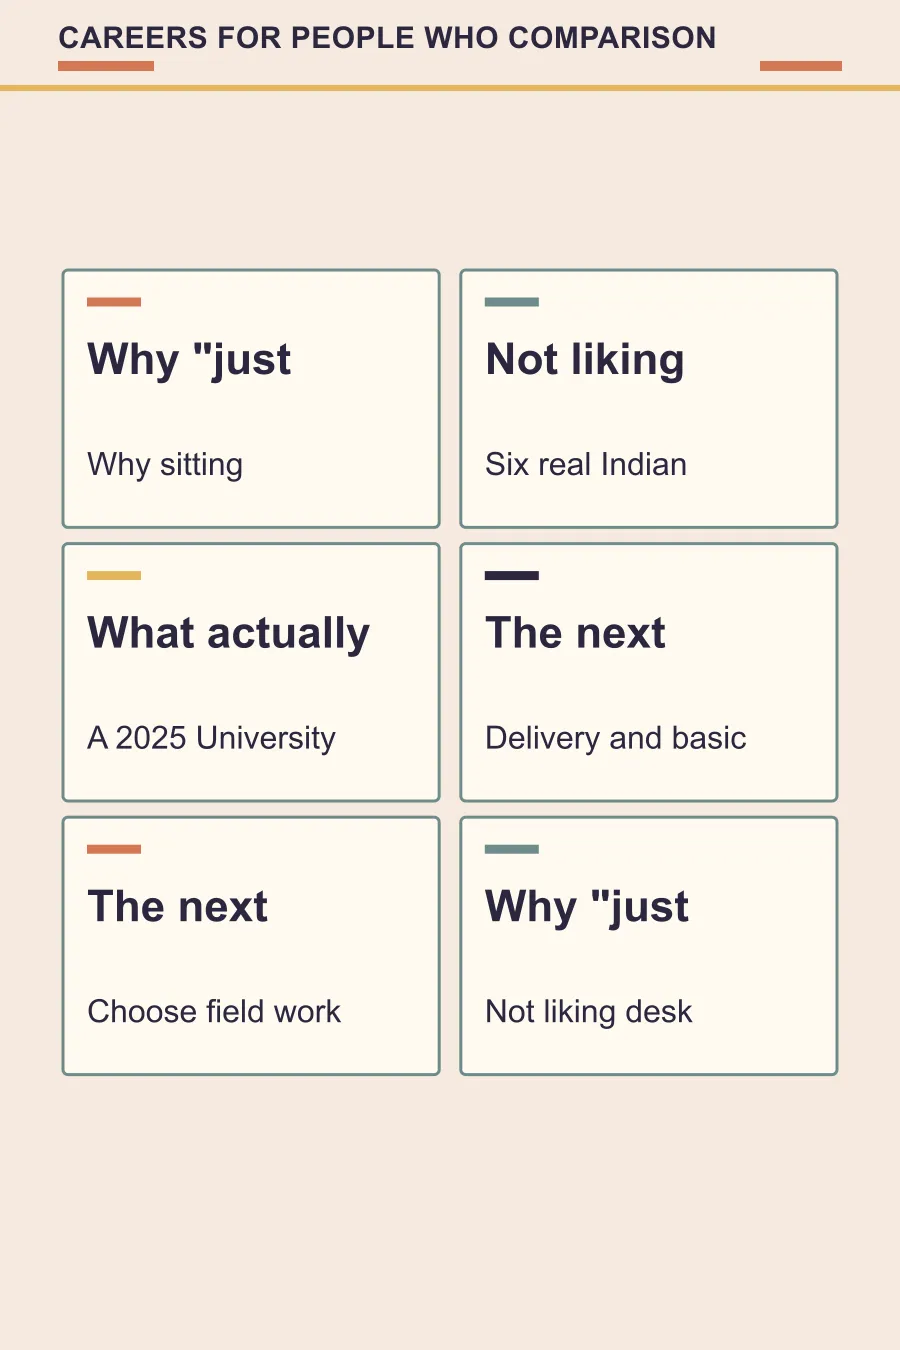 CAREERS FOR PEOPLE WHO COMPARISON
Why "just
Why sitting
Not liking
Six real Indian
What actually
A 2025 University
The next
Delivery and basic
The next
Choose field work
Why "just
Not liking desk